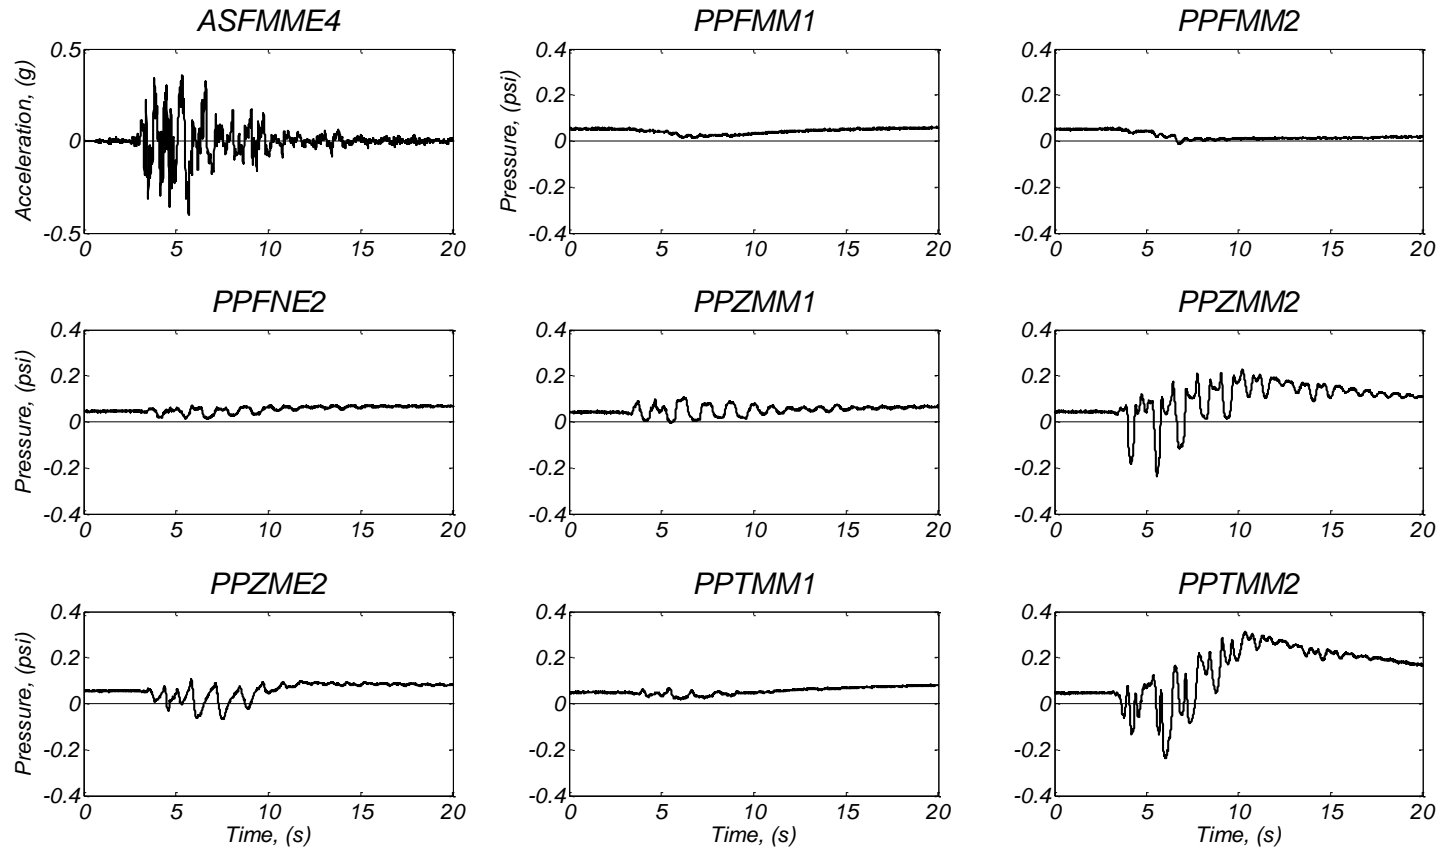 ASFMME4 PPFMM1 PPFMM2
0.5 0.4 0.4
Acceleration, (g) Pressure, (psi)
0.2 0.2
0 0 0
-0.2 -0.2
-0.5 -0.4 -0.4
0 5 10 15 20 0 5 10 15 20 0 5 10 15 20
PPFNE2 PPZMM1 PPZMM2
0.4 0.4 0.4
Pressure, (psi)
0.2 0.2 0.2
0 0 0
-0.2 -0.2 -0.2
-0.4 -0.4 -0.4
0 5 10 15 20 0 5 10 15 20 0 5 10 15 20
PPZME2 PPTMM1 PPTMM2
0.4 0.4 0.4
Pressure, (psi)
0.2 0.2 0.2
0 0 0
-0.2 -0.2 -0.2
-0.4 -0.4 -0.4
0 5 10 15 20 0 5 10 15 20 0 5 10 15 20
Time, (s) Time, (s) Time, (s)